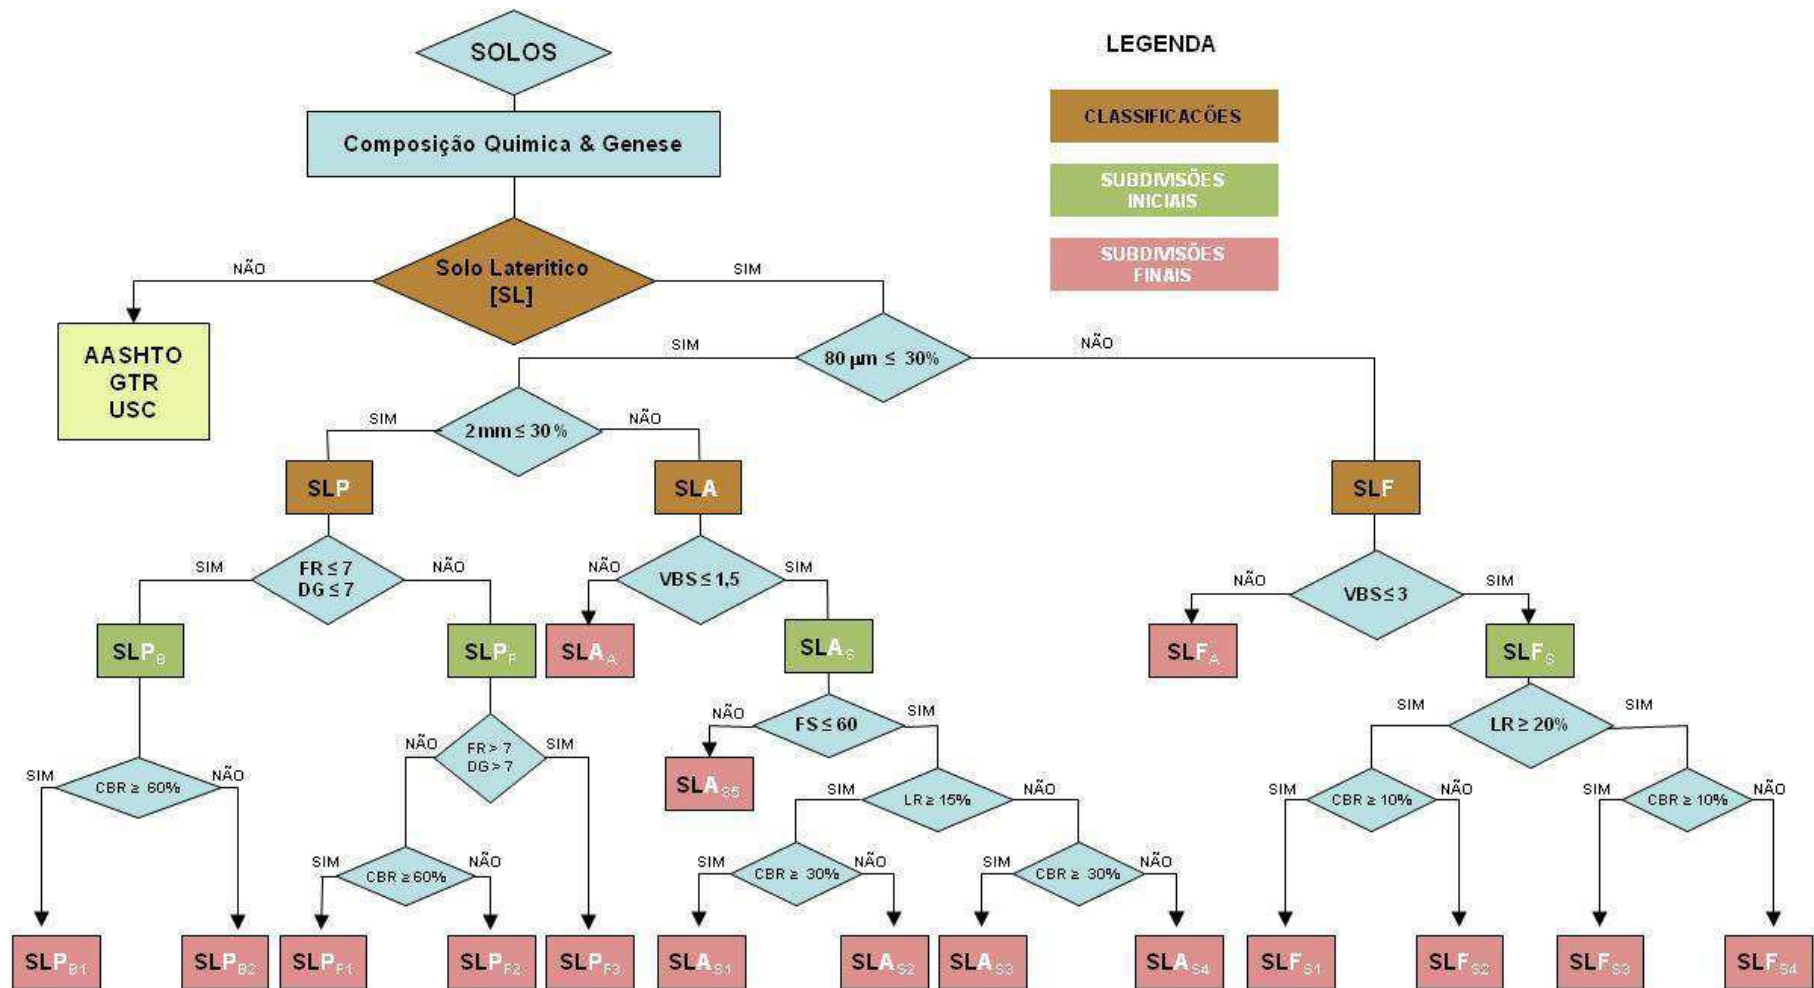 SOLOS
LEGENDA
CLASSIFICACÕES
Composição Quimica & Genese
SUBDIVISÕES
INICIAIS
SUBDIVISÕES
FINAIS
NÃO
Solo Lateritico
[SL]
SIM
AASHTO
GTR
USC
SIM
80 µm ≤ 30%
NÃO
SIM
2 mm ≤ 30 %
NÃO
SLP
SLA
SLF
SIM
FR ≤ 7
DG ≤ 7
NÃO
NÃO
VBS ≤ 1,5
SIM
NÃO
VBS ≤ 3
SIM
SLPB
SLPF
SLAA
SLAS
SLFA
SLFS
NÃO
FR > 7
DG > 7
SIM
NÃO
FS ≤ 60
SIM
SIM
LR ≥ 20%
SIM
SIM
CBR ≥ 60%
NÃO
SLAS5
LR ≥ 15%
NÃO
SIM
SIM
CBR ≥ 10%
NÃO
SIM
CBR ≥ 10%
NÃO
SIM
CBR ≥ 60%
NÃO
SIM
CBR ≥ 30%
NÃO
SIM
CBR ≥ 30%
NÃO
SLPB1
SLPB2
SLPF1
SLPF2
SLPF3
SLAS1
SLAS2
SLAS3
SLAS4
SLFS1
SLFS2
SLFS3
SLFS4